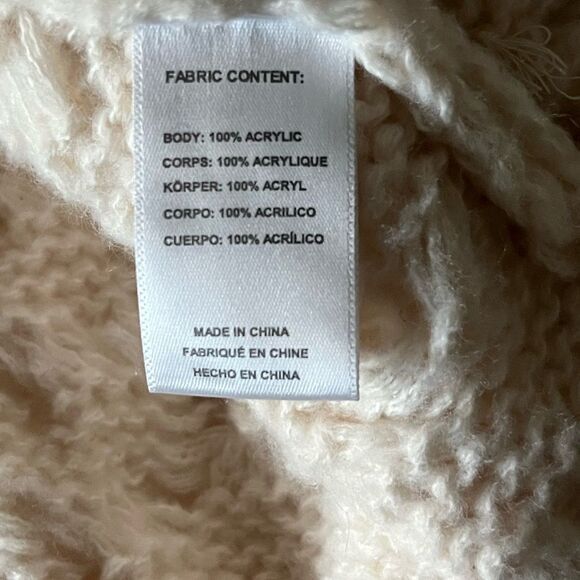 FABRIC CONTENT:
BODY: 100% ACRYLIC
CORPS: 100% ACRYLIQUE
KÖRPER: 100% ACRYL
CORPO: 100% ACRILICO
CUERPO: 100% ACRÍLICO
MADE IN CHINA
FABRIQUÉ EN CHINE
HECHO EN CHINA